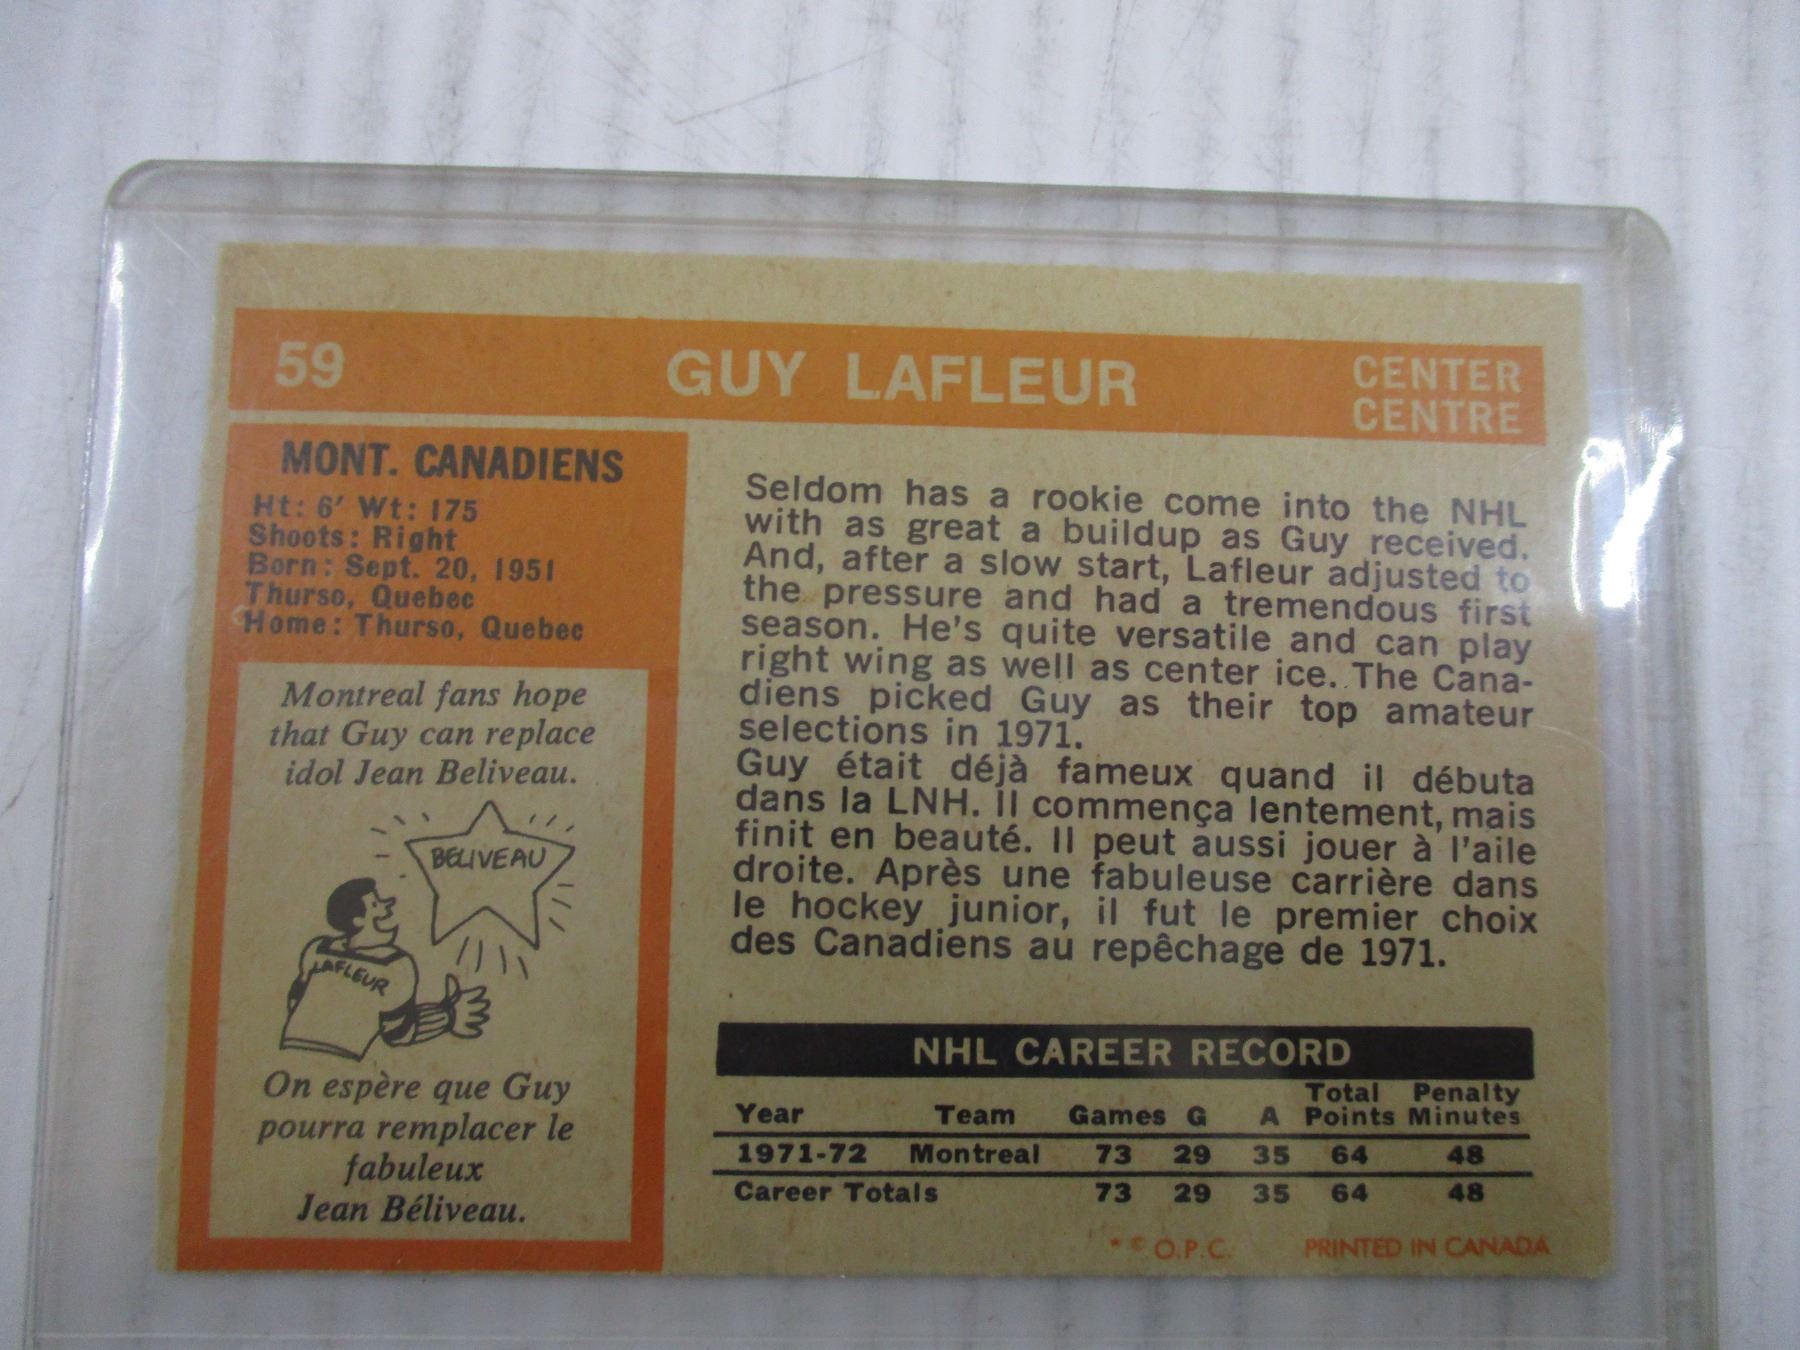 59 GUY LAFLEUR CENTER
CENTRE
MONT. CANADIENS
Ht: 6′ Wt: 175
Shoots: Right
Born: Sept. 20, 1951
Thurso, Quebec
Home: Thurso, Quebec
Montreal fans hope
that Guy can replace
idol Jean Beliveau.
BELIVEAU
LAFLEUR
On espère que Guy
pourra remplacer le
fabuleux
Jean Béliveau.
Seldom has a rookie come into the NHL
with as great a buildup as Guy received.
And, after a slow start, Lafleur adjusted to
the pressure and had a tremendous first
season. He's quite versatile and can play
right wing as well as center ice. The Cana-
diens picked Guy as their top amateur
selections in 1971.
Guy était déjà fameux quand il débuta
dans la LNH. Il commença lentement, mais
finit en beauté. Il peut aussi jouer à l'aile
droite. Après une fabuleuse carrière dans
le hockey junior, il fut le premier choix
des Canadiens au repêchage de 1971.
NHL CAREER RECORD
Year Team Games G A Total Points Penalty Minutes
1971-72 Montreal 73 29 35 64 48
Career Totals 73 29 35 64 48
* © O.P.C. PRINTED IN CANADA